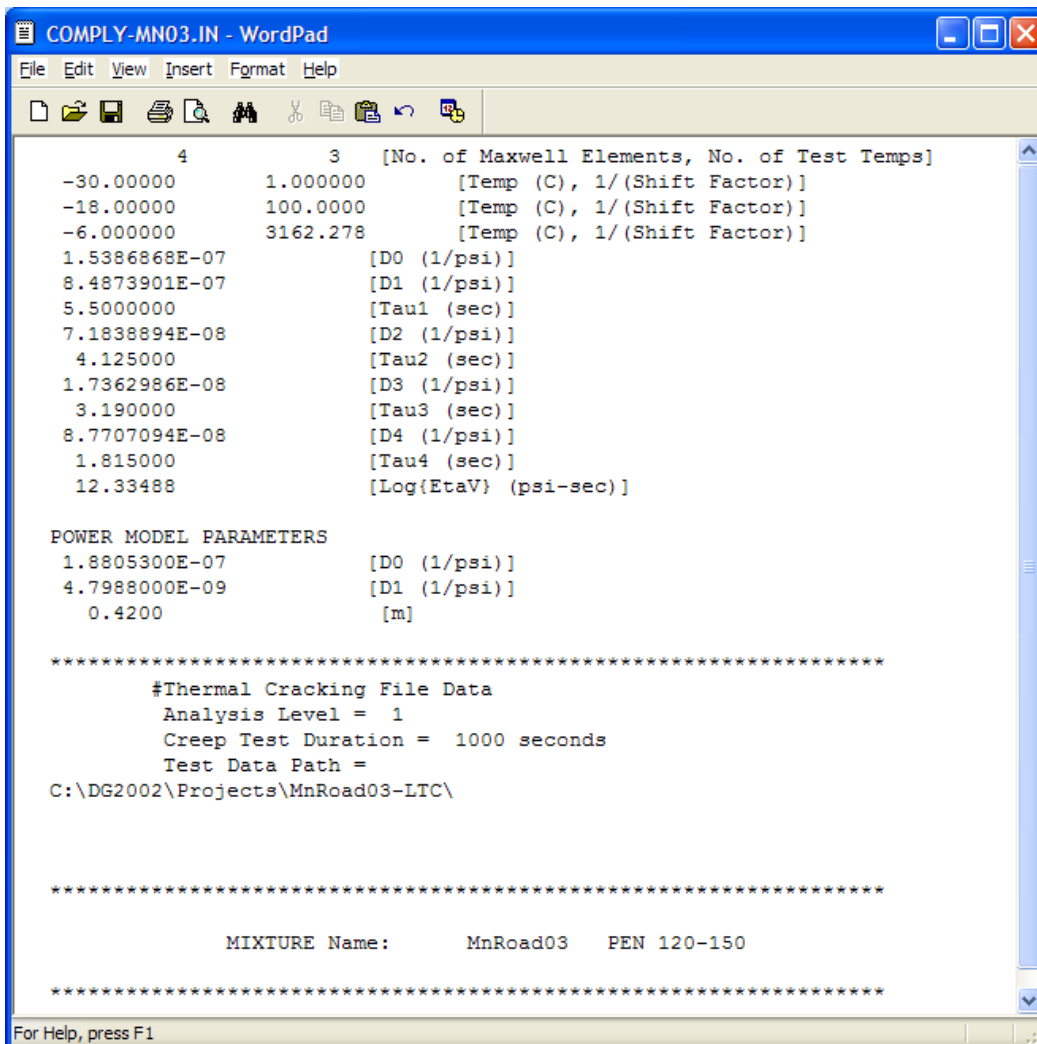 COMPLY-MN03.IN - WordPad
File Edit View Insert Format Help
4 3 [No. of Maxwell Elements, No. of Test Temps]
-30.00000 1.000000 [Temp (C), 1/(Shift Factor)]
-18.00000 100.0000 [Temp (C), 1/(Shift Factor)]
-6.000000 3162.278 [Temp (C), 1/(Shift Factor)]
1.5386868E-07 [D0 (1/psi)]
8.4873901E-07 [D1 (1/psi)]
5.5000000 [Tau1 (sec)]
7.1838894E-08 [D2 (1/psi)]
4.125000 [Tau2 (sec)]
1.7362986E-08 [D3 (1/psi)]
3.190000 [Tau3 (sec)]
8.7707094E-08 [D4 (1/psi)]
1.815000 [Tau4 (sec)]
12.33488 [Log{EtaV} (psi-sec)]
POWER MODEL PARAMETERS
1.8805300E-07 [D0 (1/psi)]
4.7988000E-09 [D1 (1/psi)]
0.4200 [m]
******************************************************************
#Thermal Cracking File Data
Analysis Level = 1
Creep Test Duration = 1000 seconds
Test Data Path =
C:\DG2002\Projects\MnRoad03-LTC\
******************************************************************
MIXTURE Name: MnRoad03 PEN 120-150
******************************************************************
For Help, press F1